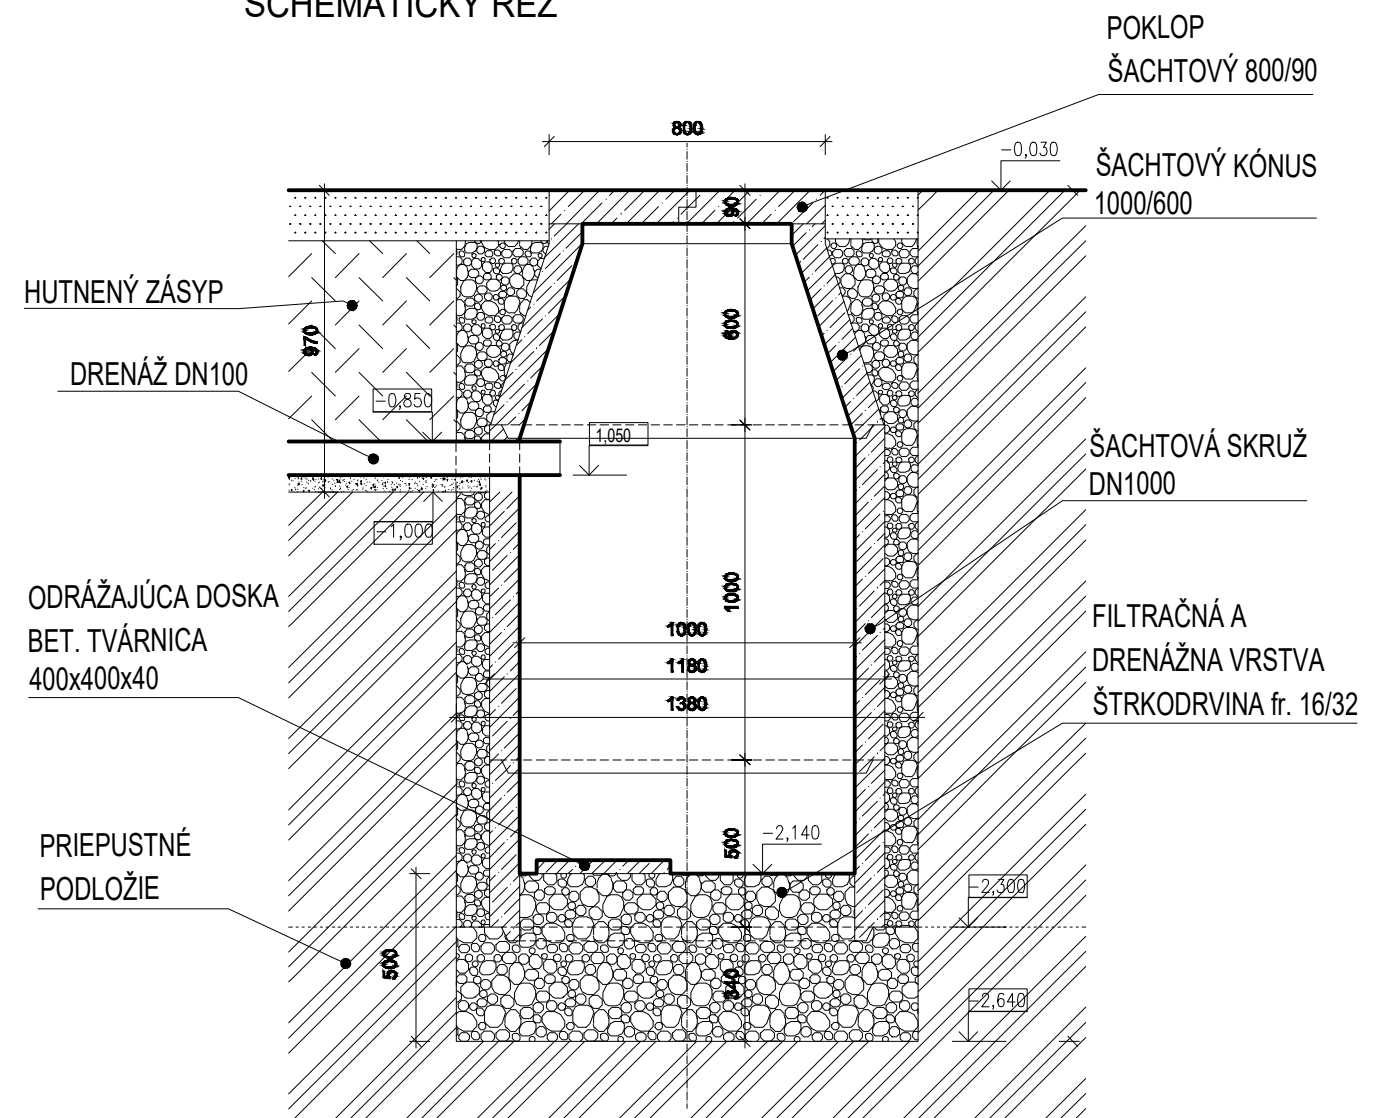 SCHEMATICKÝ REZ
POKLOP
ŠACHTOVÝ 800/90
800
-0,030
ŠACHTOVÝ KÓNUS
1000/600
90
HUTNENÝ ZÁSYP
600
970
DRENÁŽ DN100
-0,850
1,050
ŠACHTOVÁ SKRUŽ
DN1000
-1,000
ODRÁŽAJÚCA DOSKA
BET. TVÁRNICA
400x400x40
1000
1000
1180
1380
FILTRAČNÁ A
DRENÁŽNA VRSTVA
ŠTRKODRVINA fr. 16/32
PRIEPUSTNÉ
PODLOŽIE
500
-2,140
-2,300
500
340
-2,640